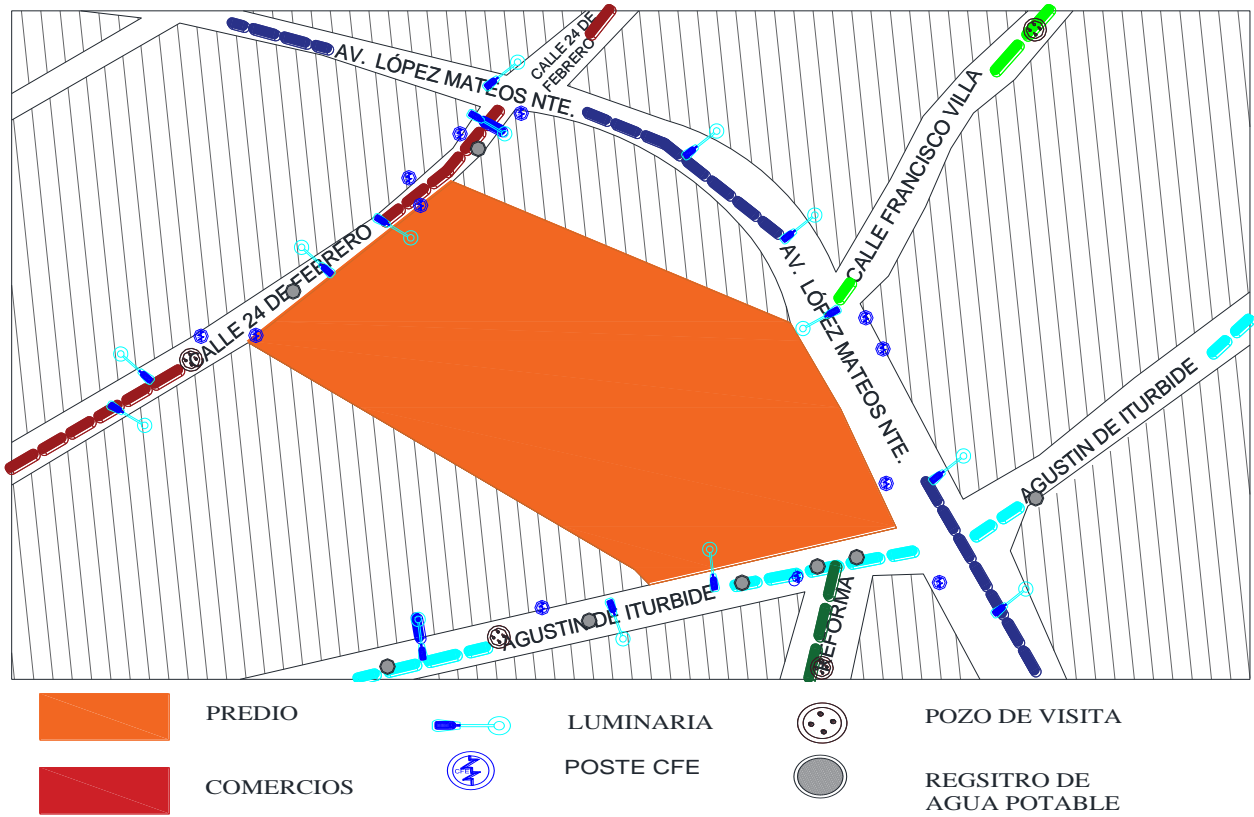 CALLE 24 DE
FEBRERO
AV. LÓPEZ MATEOS NTE.
CALLE FRANCISCO VILLA
CALLE 24 DE FEBRERO
AV. LÓPEZ MATEOS NTE.
AGUSTIN DE ITURBIDE
AGUSTIN DE ITURBIDE
REFORMA
PREDIO
LUMINARIA
POZO DE VISITA
COMERCIOS
CFE
POSTE CFE
REGSITRO DE
AGUA POTABLE